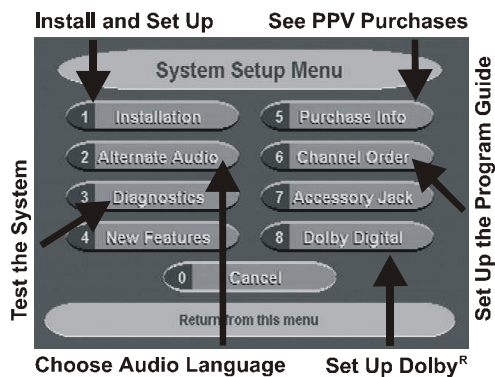 Install and Set Up
See PPV Purchases
System Setup Menu
1 Installation
5 Purchase Info
2 Alternate Audio
6 Channel Order
3 Diagnostics
7 Accessory Jack
4 New Features
8 Dolby Digital
0 Cancel
Return from this menu
Test the System
Set Up the Program Guide
Choose Audio Language
Set Up Dolbyᴿ